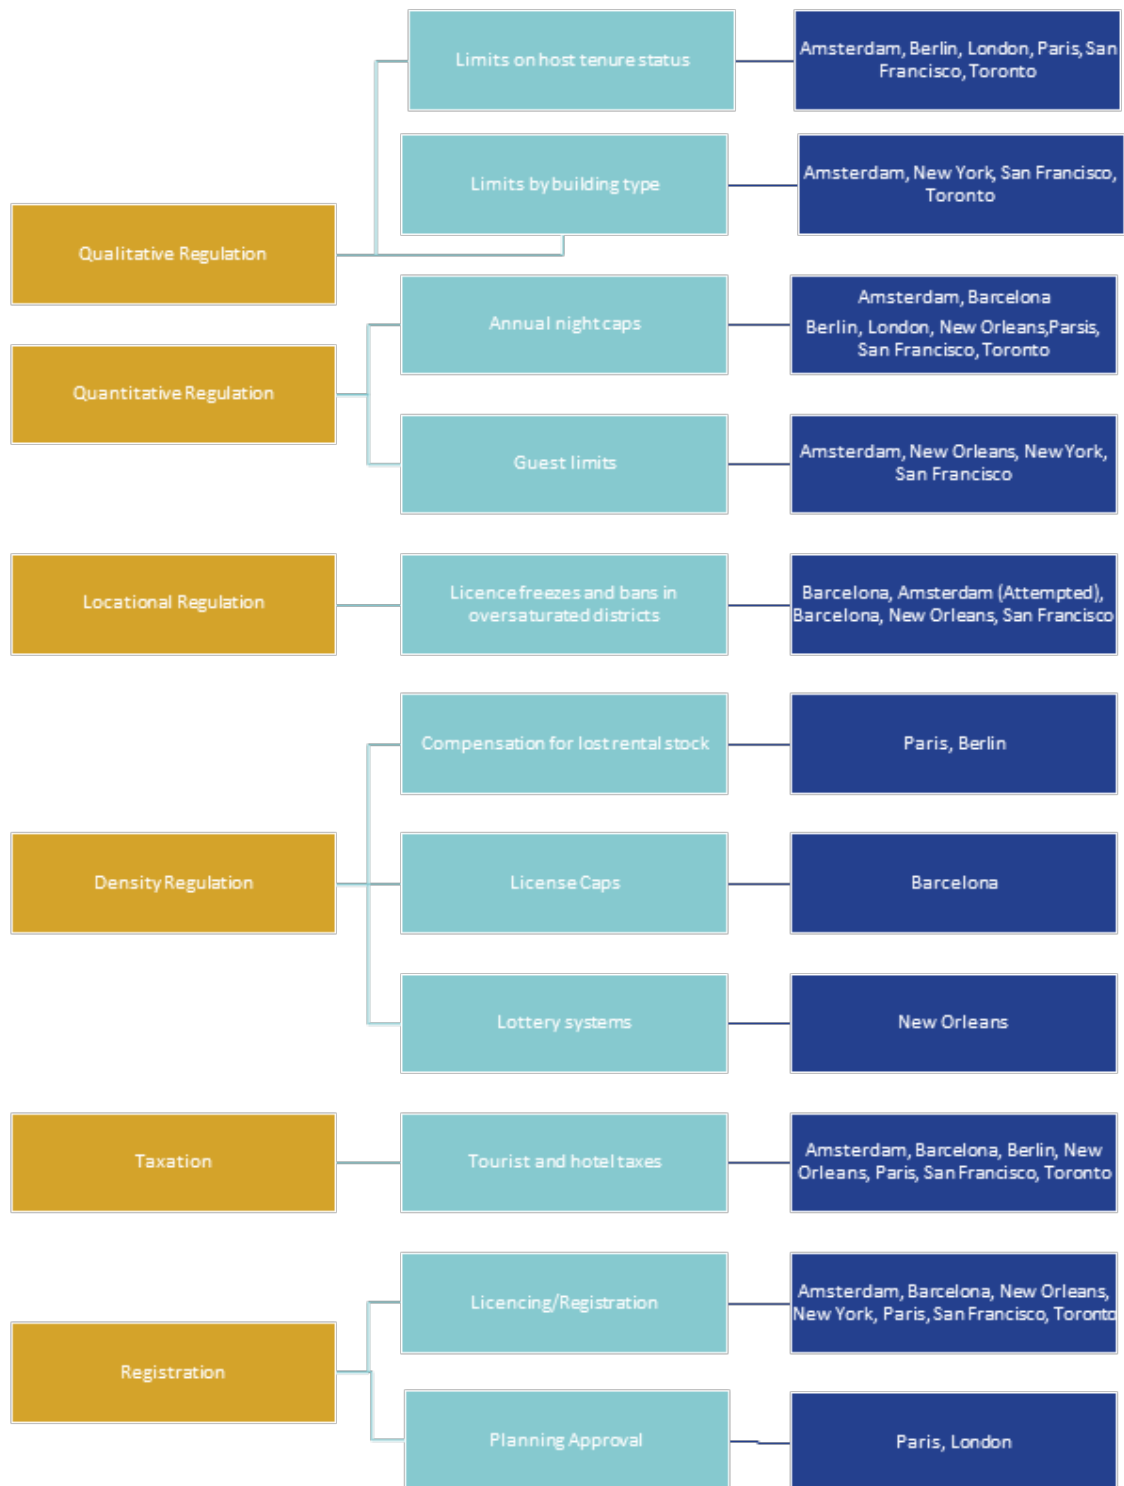 Limits on host tenure status
Amsterdam, Berlin, London, Paris, San
Francisco, Toronto
Limits by building type
Amsterdam, New York, San Francisco,
Toronto
Qualitative Regulation
Annual night caps
Amsterdam, Barcelona
Berlin, London, New Orleans,Parsis,
San Francisco, Toronto
Quantitative Regulation
Guest limits
Amsterdam, New Orleans, New York,
San Francisco
Locational Regulation
Licence freezes and bans in
oversaturated districts
Barcelona, Amsterdam (Attempted),
Barcelona, New Orleans, San Francisco
Compensation for lost rental stock
Paris, Berlin
Density Regulation
License Caps
Barcelona
Lottery systems
New Orleans
Taxation
Tourist and hotel taxes
Amsterdam, Barcelona, Berlin, New
Orleans, Paris, San Francisco, Toronto
Licencing/Registration
Amsterdam, Barcelona, New Orleans,
New York, Paris, San Francisco, Toronto
Registration
Planning Approval
Paris, London